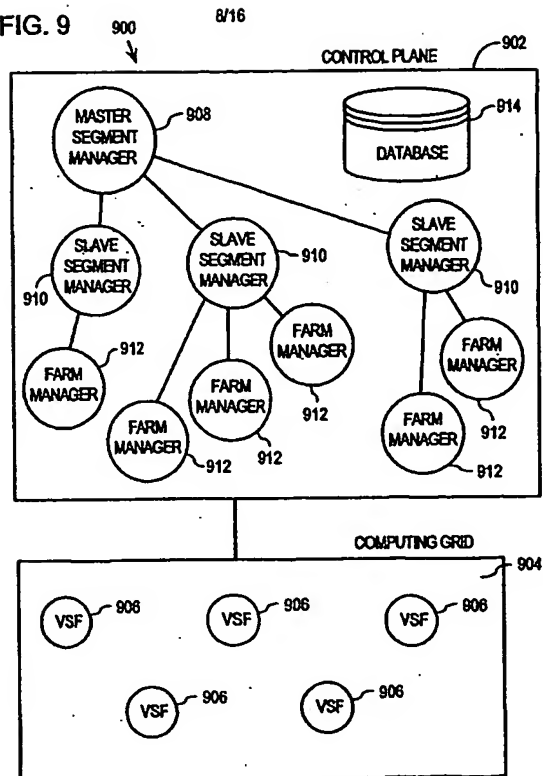 FIG. 9
900
8/16
CONTROL PLANE
902
MASTER
SEGMENT
MANAGER
908
914
DATABASE
SLAVE
SEGMENT
MANAGER
910
SLAVE
SEGMENT
MANAGER
910
SLAVE
SEGMENT
MANAGER
910
FARM
MANAGER
912
FARM
MANAGER
912
FARM
MANAGER
912
FARM
MANAGER
912
FARM
MANAGER
912
FARM
MANAGER
912
COMPUTING GRID
904
VSF
906
VSF
906
VSF
906
VSF
906
VSF
906